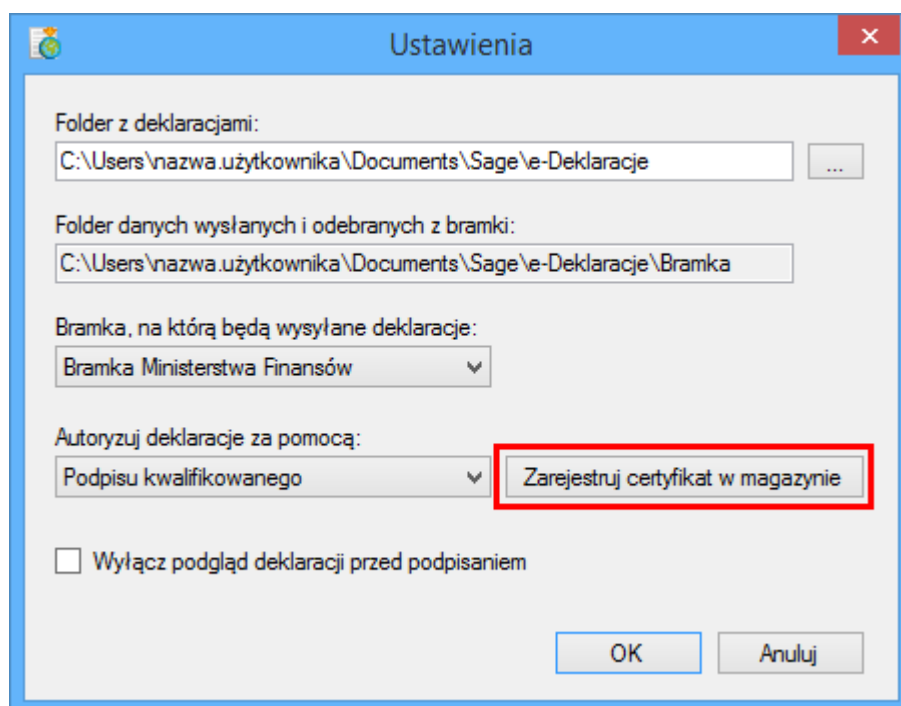 Ustawienia
Folder z deklaracjami:
C:\Users\nazwa.użytkownika\Documents\Sage\e-Deklaracje
...
Folder danych wysłanych i odebranych z bramki:
C:\Users\nazwa.użytkownika\Documents\Sage\e-Deklaracje\Bramka
Bramka, na którą będą wysyłane deklaracje:
Bramka Ministerstwa Finansów
Autoryzuj deklaracje za pomocą:
Podpisu kwalifikowanego Zarejestruj certyfikat w magazynie
Wyłącz podgląd deklaracji przed podpisaniem
OK Anuluj